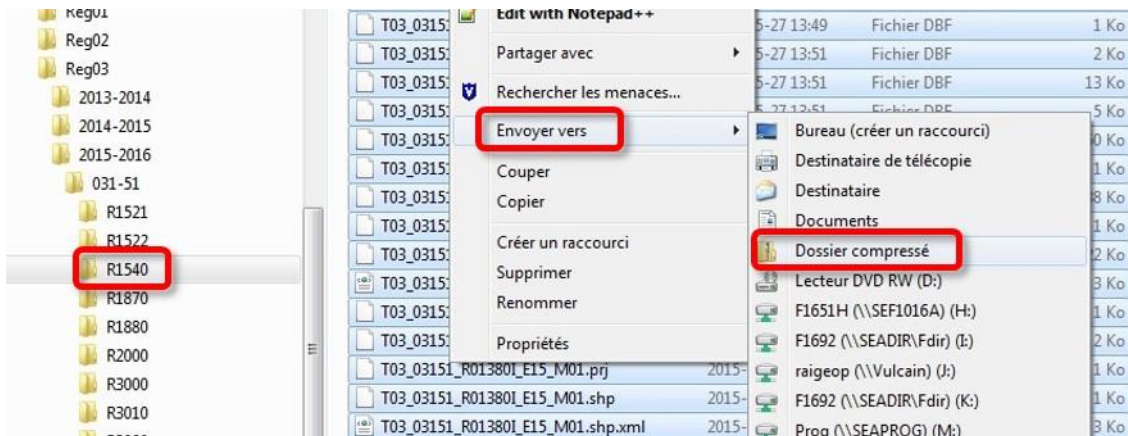 Reg01
Reg02
Reg03
2013-2014
2014-2015
2015-2016
031-51
R1521
R1522
R1540
R1870
R1880
R2000
R3000
R3010
T03_0315
T03_0315
T03_0315
T03_0315
T03_0315
T03_0315
T03_0315
T03_0315
T03_0315
T03_0315
T03_0315
T03_0315
T03_03151_R01380I_E15_M01.prj 2015-
T03_03151_R01380I_E15_M01.shp 2015-
T03_03151_R01380I_E15_M01.shp.xml 2015-
Edit with Notepad++
Partager avec
Rechercher les menaces...
Envoyer vers
Couper
Copier
Créer un raccourci
Supprimer
Renommer
Propriétés
5-27 13:49 Fichier DBF 1 Ko
5-27 13:51 Fichier DBF 2 Ko
5-27 13:51 Fichier DBF 13 Ko
5-27 13:51 Fichier DBF 5 Ko
Bureau (créer un raccourci) 0 Ko
Destinataire de télécopie 1 Ko
Destinataire 8 Ko
Documents 1 Ko
Dossier compressé 2 Ko
Lecteur DVD RW (D:) 3 Ko
F1651H (\\SEF1016A) (H:) 1 Ko
F1692 (\\SEADIR\Fdir) (I:) 2 Ko
raigeop (\\Vulcain) (J:) 1 Ko
F1692 (\\SEADIR\Fdir) (K:) 1 Ko
Prog (\\SEAPROG) (M:) 3 Ko